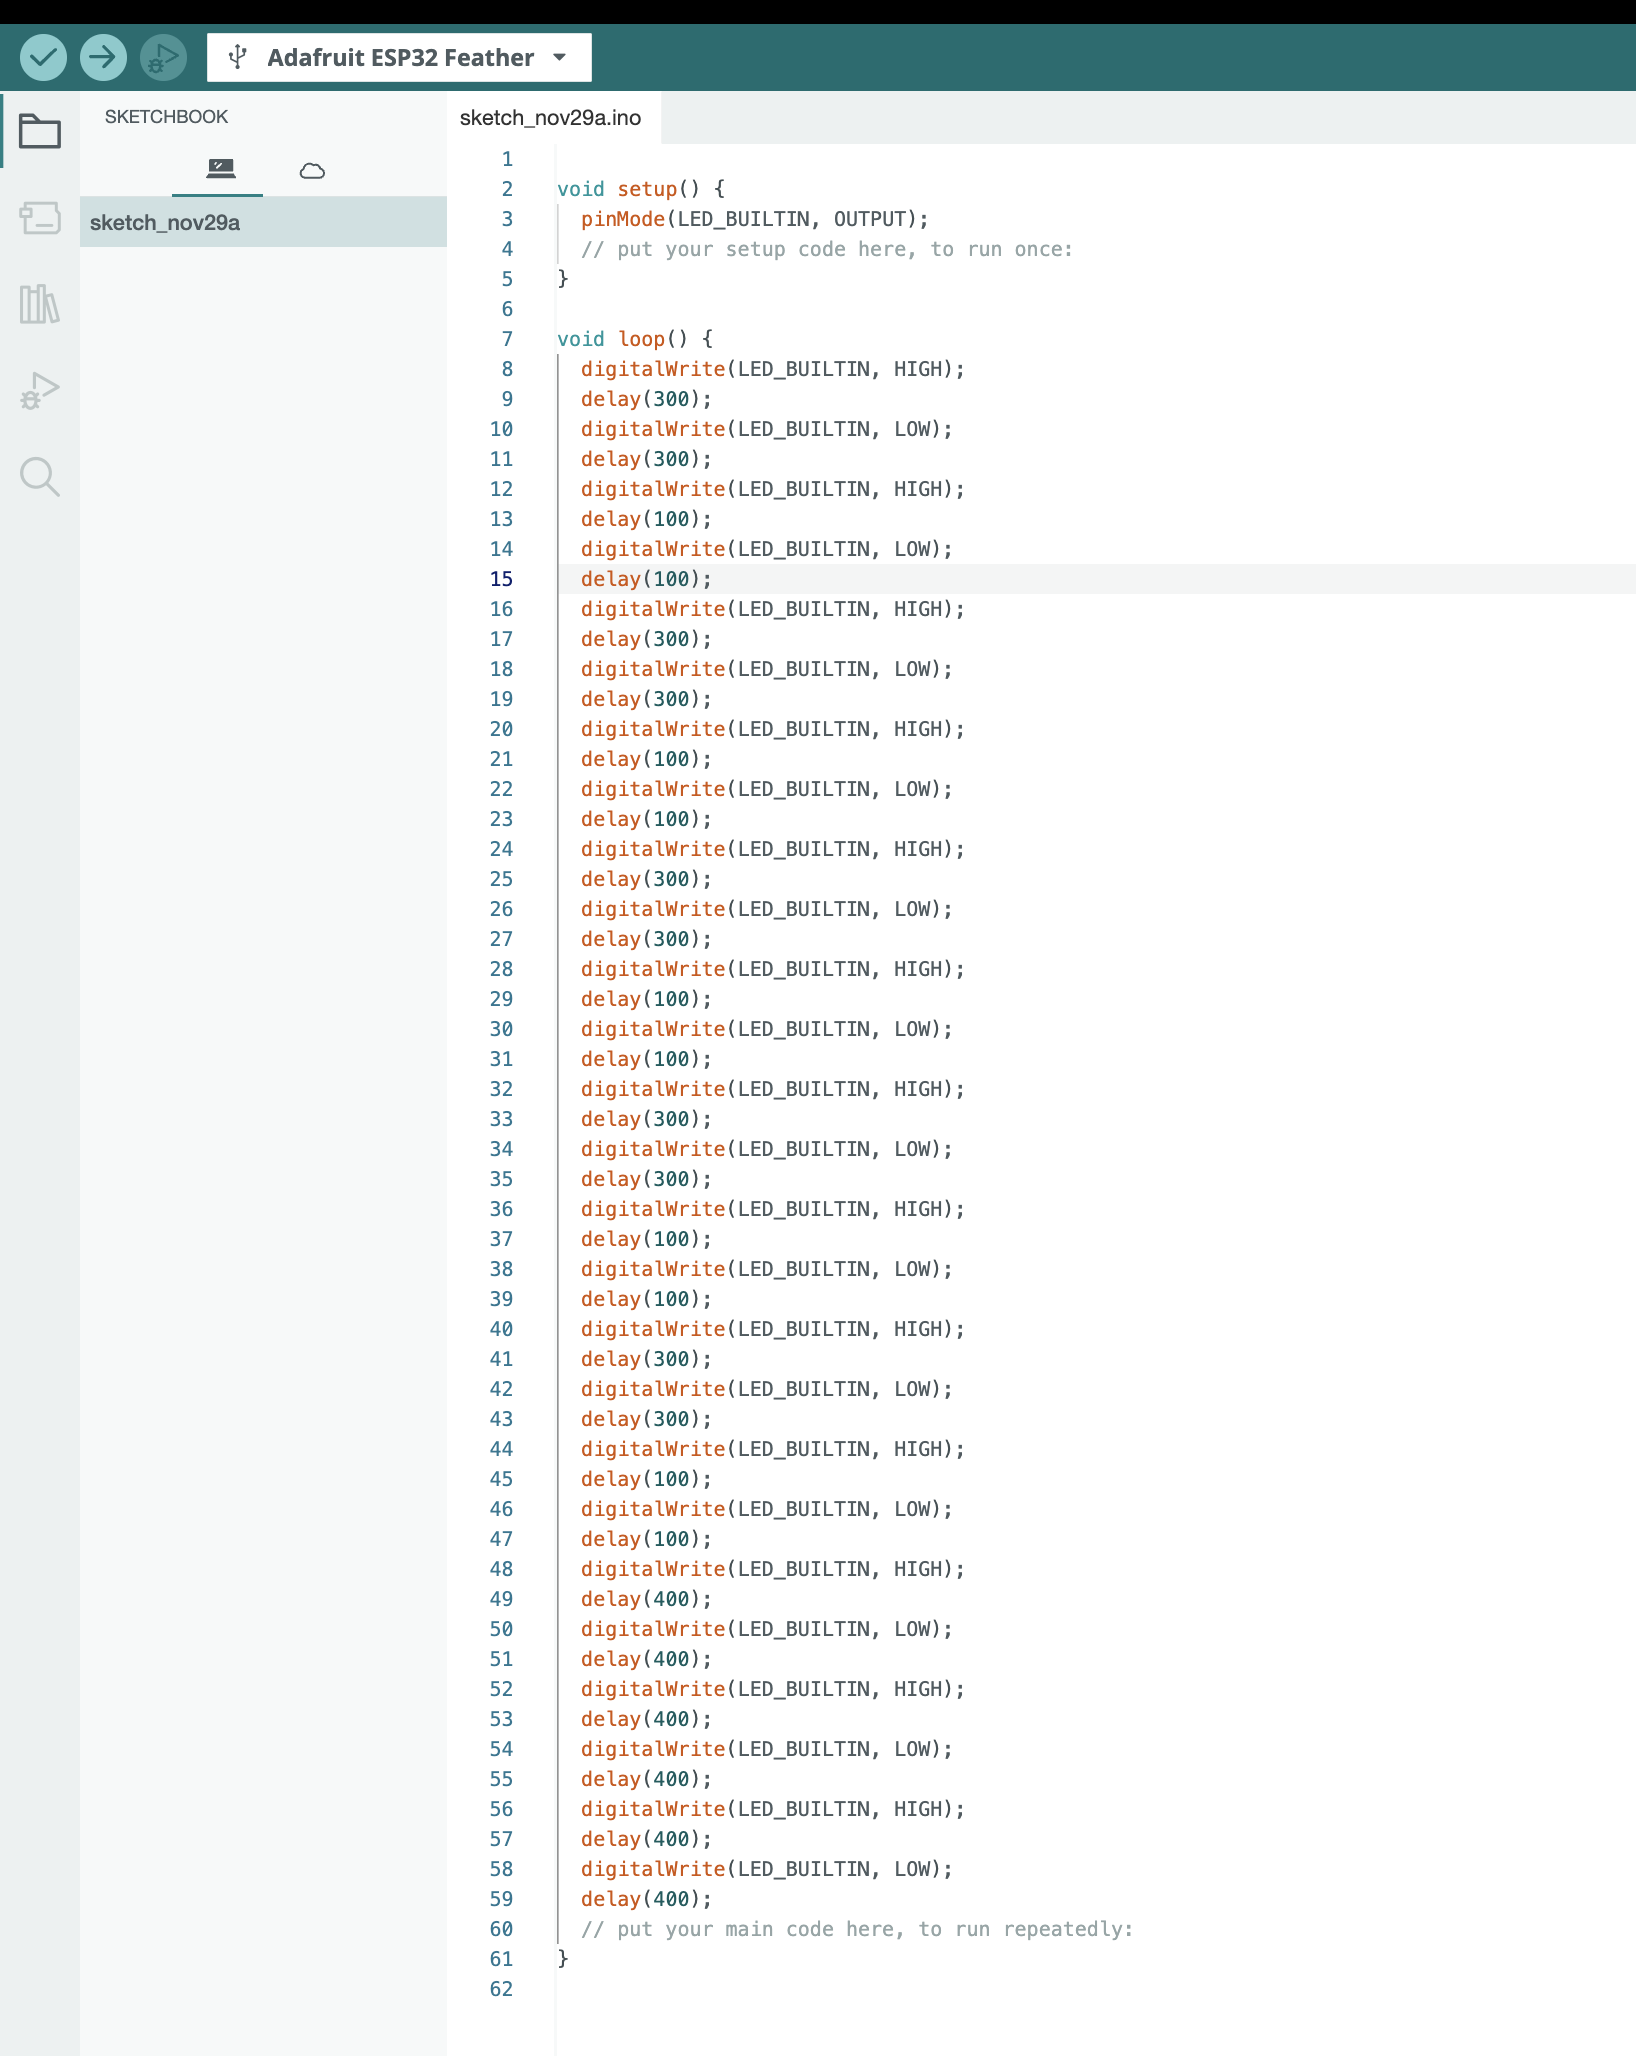 Adafruit ESP32 Feather
SKETCHBOOK
sketch_nov29a
sketch_nov29a.ino
1
2 void setup() {
3 pinMode(LED_BUILTIN, OUTPUT);
4 // put your setup code here, to run once:
5 }
6
7 void loop() {
8 digitalWrite(LED_BUILTIN, HIGH);
9 delay(300);
10 digitalWrite(LED_BUILTIN, LOW);
11 delay(300);
12 digitalWrite(LED_BUILTIN, HIGH);
13 delay(100);
14 digitalWrite(LED_BUILTIN, LOW);
15 delay(100);
16 digitalWrite(LED_BUILTIN, HIGH);
17 delay(300);
18 digitalWrite(LED_BUILTIN, LOW);
19 delay(300);
20 digitalWrite(LED_BUILTIN, HIGH);
21 delay(100);
22 digitalWrite(LED_BUILTIN, LOW);
23 delay(100);
24 digitalWrite(LED_BUILTIN, HIGH);
25 delay(300);
26 digitalWrite(LED_BUILTIN, LOW);
27 delay(300);
28 digitalWrite(LED_BUILTIN, HIGH);
29 delay(100);
30 digitalWrite(LED_BUILTIN, LOW);
31 delay(100);
32 digitalWrite(LED_BUILTIN, HIGH);
33 delay(300);
34 digitalWrite(LED_BUILTIN, LOW);
35 delay(300);
36 digitalWrite(LED_BUILTIN, HIGH);
37 delay(100);
38 digitalWrite(LED_BUILTIN, LOW);
39 delay(100);
40 digitalWrite(LED_BUILTIN, HIGH);
41 delay(300);
42 digitalWrite(LED_BUILTIN, LOW);
43 delay(300);
44 digitalWrite(LED_BUILTIN, HIGH);
45 delay(100);
46 digitalWrite(LED_BUILTIN, LOW);
47 delay(100);
48 digitalWrite(LED_BUILTIN, HIGH);
49 delay(400);
50 digitalWrite(LED_BUILTIN, LOW);
51 delay(400);
52 digitalWrite(LED_BUILTIN, HIGH);
53 delay(400);
54 digitalWrite(LED_BUILTIN, LOW);
55 delay(400);
56 digitalWrite(LED_BUILTIN, HIGH);
57 delay(400);
58 digitalWrite(LED_BUILTIN, LOW);
59 delay(400);
60 // put your main code here, to run repeatedly:
61 }
62